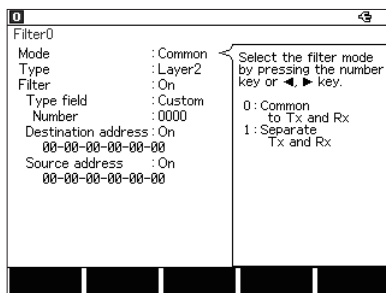 0
Filter0
Mode : Common
Type : Layer2
Filter : On
Type field : Custom
Number : 0000
Destination address : On
00-00-00-00-00-00
Source address : On
00-00-00-00-00-00
Select the filter mode
by pressing the number
key or ◄, ► key.
0 : Common
to Tx and Rx
1 : Separate
Tx and Rx